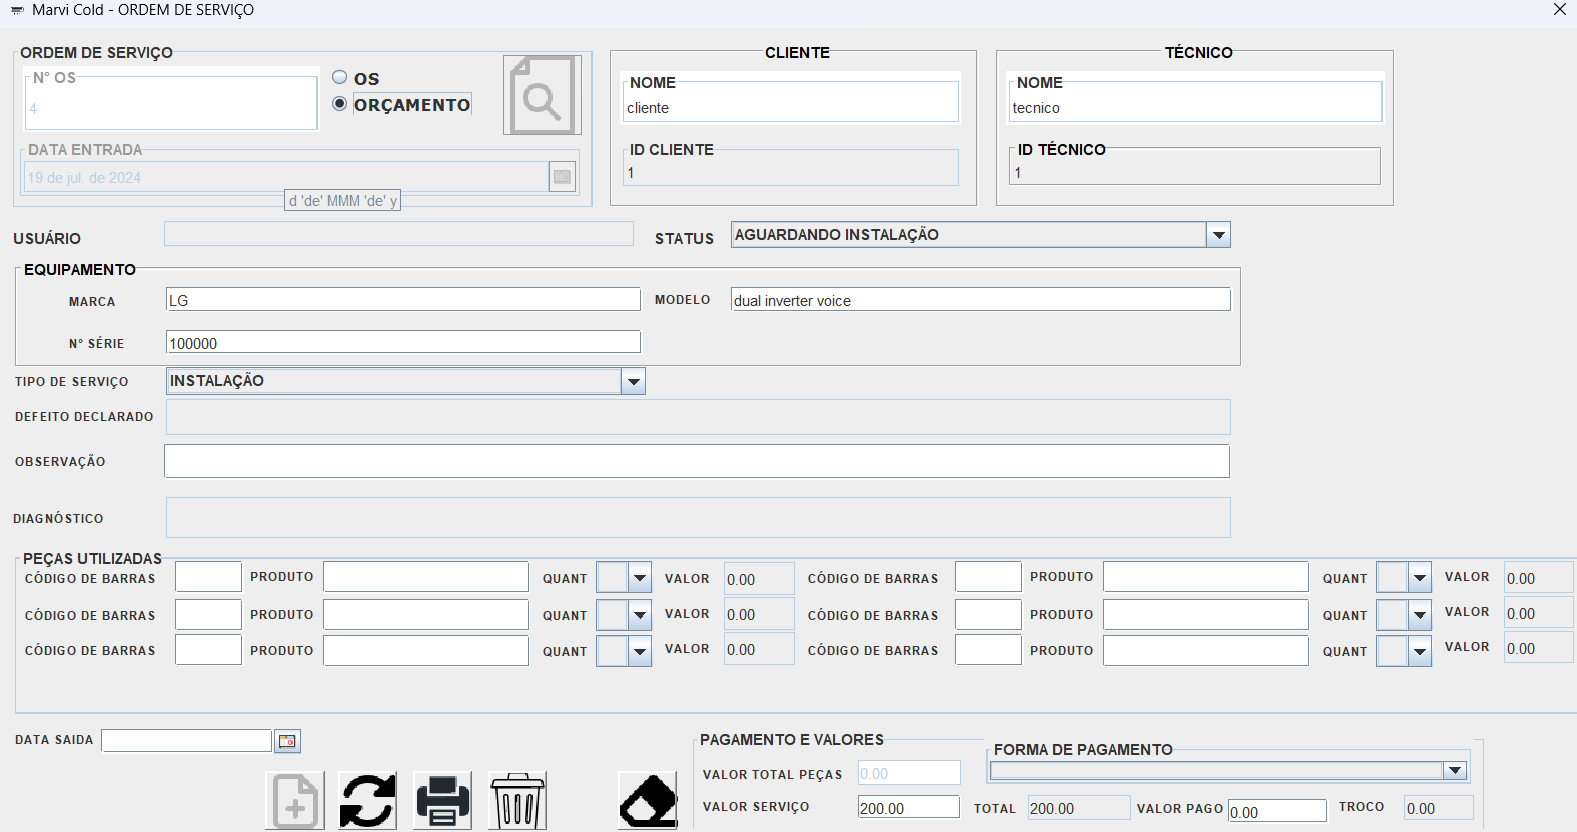 Marvi Cold - ORDEM DE SERVIÇO
ORDEM DE SERVIÇO
N° OS
4
OS
ORÇAMENTO
DATA ENTRADA
19 de jul. de 2024
d 'de' MMM 'de' y
CLIENTE
NOME
cliente
ID CLIENTE
1
TÉCNICO
NOME
tecnico
ID TÉCNICO
1
USUÁRIO
STATUS AGUARDANDO INSTALAÇÃO
EQUIPAMENTO
MARCA LG MODELO dual inverter voice
N° SÉRIE 100000
TIPO DE SERVIÇO INSTALAÇÃO
DEFEITO DECLARADO
OBSERVAÇÃO
DIAGNÓSTICO
PEÇAS UTILIZADAS
CÓDIGO DE BARRAS PRODUTO QUANT VALOR 0.00 CÓDIGO DE BARRAS PRODUTO QUANT VALOR 0.00
CÓDIGO DE BARRAS PRODUTO QUANT VALOR 0.00 CÓDIGO DE BARRAS PRODUTO QUANT VALOR 0.00
CÓDIGO DE BARRAS PRODUTO QUANT VALOR 0.00 CÓDIGO DE BARRAS PRODUTO QUANT VALOR 0.00
DATA SAIDA
PAGAMENTO E VALORES
FORMA DE PAGAMENTO
VALOR TOTAL PEÇAS 0.00
VALOR SERVIÇO 200.00 TOTAL 200.00 VALOR PAGO 0.00 TROCO 0.00